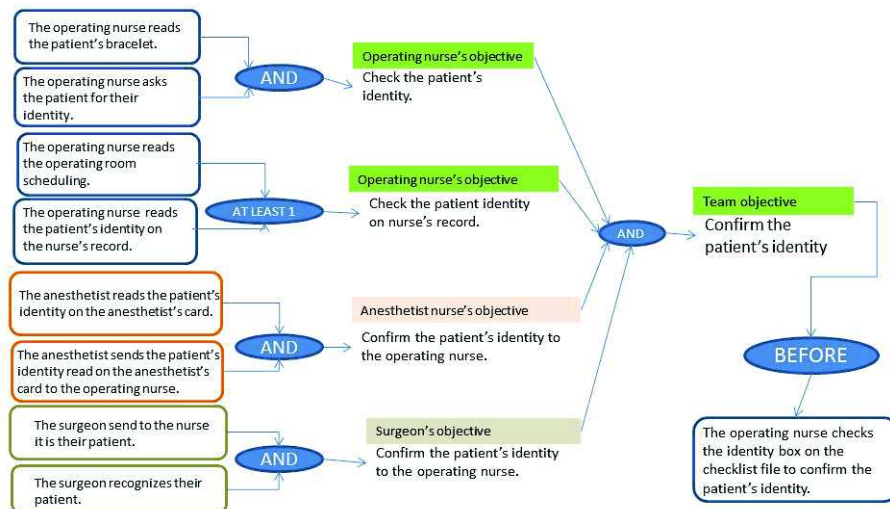 The operating nurse reads
the patient's bracelet.
The operating nurse asks
the patient for their
identity.
AND
Operating nurse's objective
Check the patient's
identity.
The operating nurse reads
the operating room
scheduling.
The operating nurse reads
the patient's identity on
the nurse's record.
AT LEAST 1
Operating nurse's objective
Check the patient identity
on nurse's record.
The anesthetist reads the patient's
identity on the anesthetist's card.
The anesthetist sends the patient's
identity read on the anesthetist's
card to the operating nurse.
AND
Anesthetist nurse's objective
Confirm the patient's identity to
the operating nurse.
The surgeon send to the nurse
it is their patient.
The surgeon recognizes their
patient.
AND
Surgeon's objective
Confirm the patient's identity
to the operating nurse.
AND
Team objective
Confirm the
patient's identity
BEFORE
The operating nurse checks
the identity box on the
checklist file to confirm the
patient's identity.